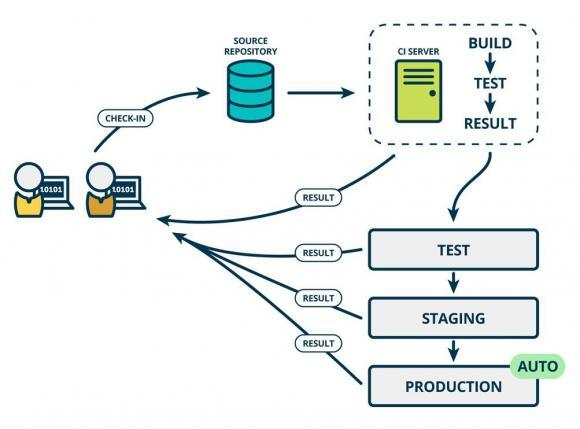 SOURCE
REPOSITORY
CI SERVER
BUILD
TEST
RESULT
CHECK-IN
10101
10101
RESULT
RESULT
TEST
RESULT
STAGING
RESULT
AUTO
PRODUCTION